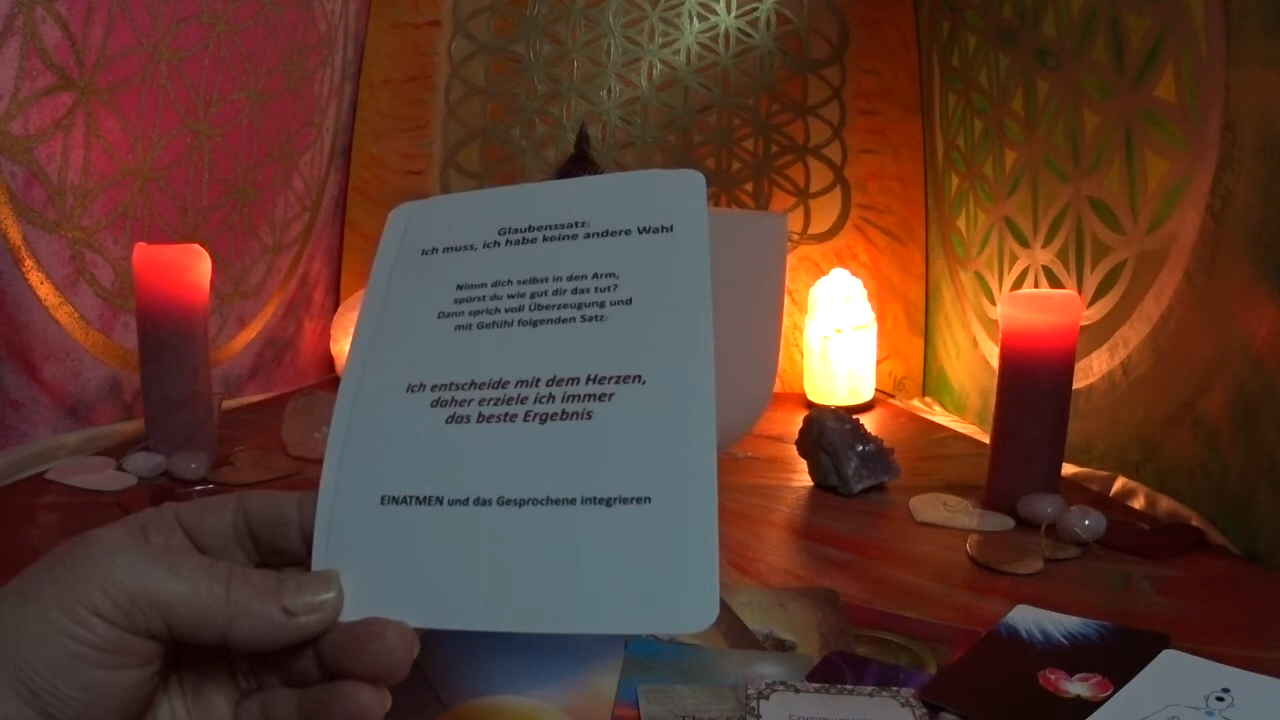 Glaubenssatz:
Ich muss, ich habe keine andere Wahl
Nimm dich selbst in den Arm,
spürst du wie gut dir das tut?
Dann sprich voll Überzeugung und
mit Gefühl folgenden Satz:
Ich entscheide mit dem Herzen,
daher erziele ich immer
das beste Ergebnis
EINATMEN und das Gesprochene integrieren
'16